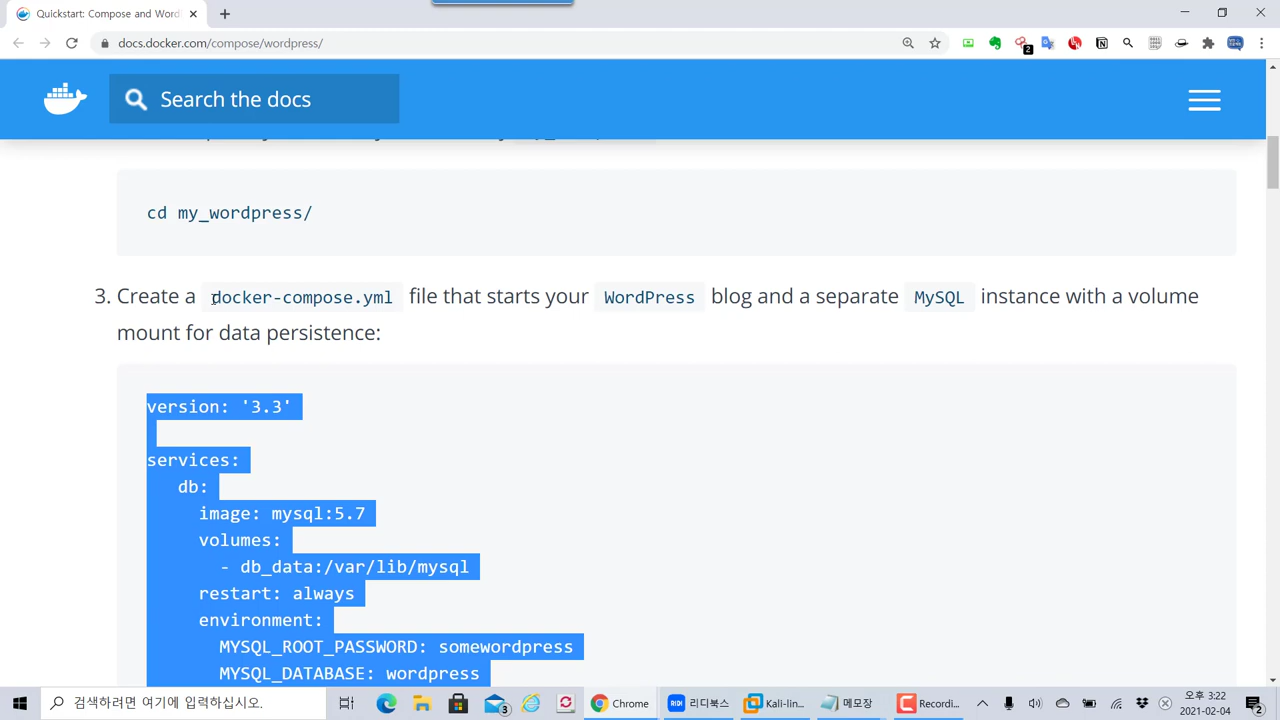 Quickstart: Compose and Word
docs.docker.com/compose/wordpress/
2
Search the docs
cd my_wordpress/
3. Create a docker-compose.yml file that starts your WordPress blog and a separate MySQL instance with a volume
mount for data persistence:
version: '3.3'
services:
db:
image: mysql:5.7
volumes:
- db_data:/var/lib/mysql
restart: always
environment:
MYSQL_ROOT_PASSWORD: somewordpress
MYSQL_DATABASE: wordpress
검색하려면 여기에 입력하십시오.
3
Chrome
RIDI
리디북스
Kali-lin...
메모장
Recordi...
오후 3:22
2021-02-04
2